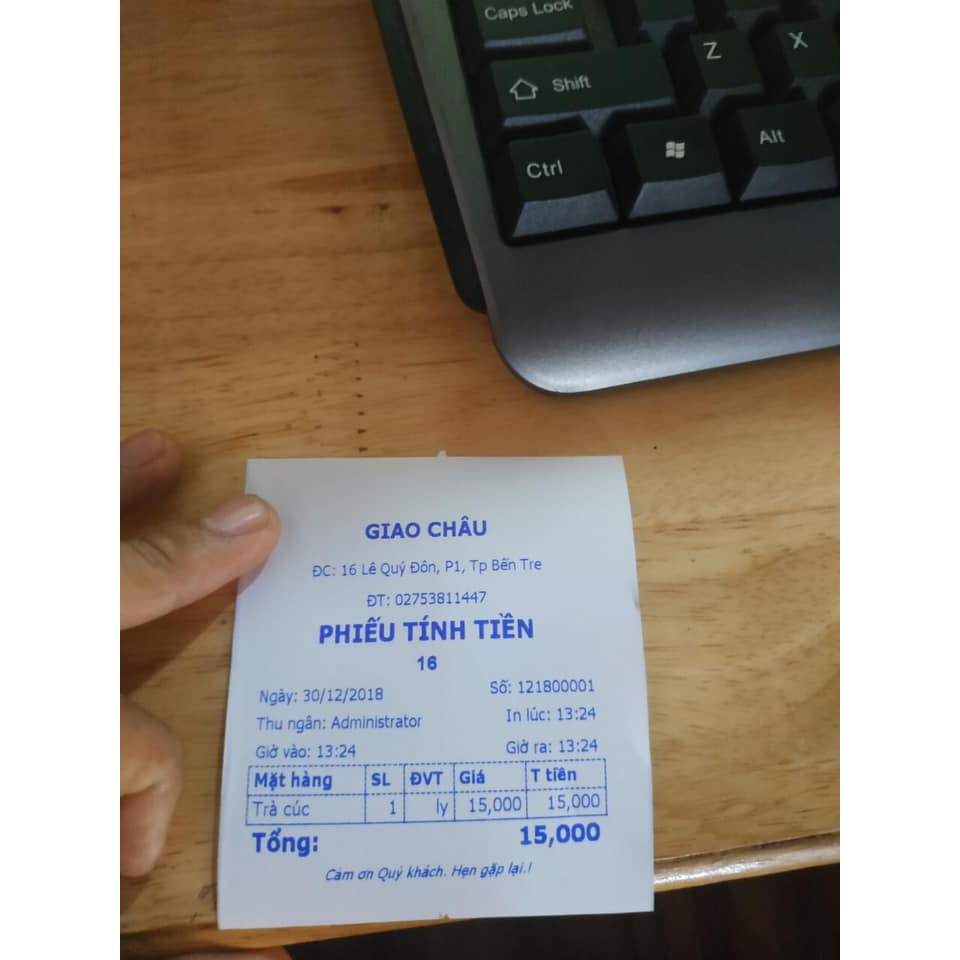 Caps Lock
Z
X
Shift
Ctrl
Alt
GIAO CHÂU
ĐC: 16 Lê Quý Đôn, P1, Tp Bến Tre
ĐT: 02753811447
PHIẾU TÍNH TIỀN
16
Ngày: 30/12/2018 Số: 121800001
Thu ngân: Administrator In lúc: 13:24
Giờ vào: 13:24 Giờ ra: 13:24
Mặt hàng SL ĐVT Giá T tiền
Trà cúc 1 ly 15,000 15,000
Tổng: 15,000
Cám ơn Quý khách. Hẹn gặp lại.!